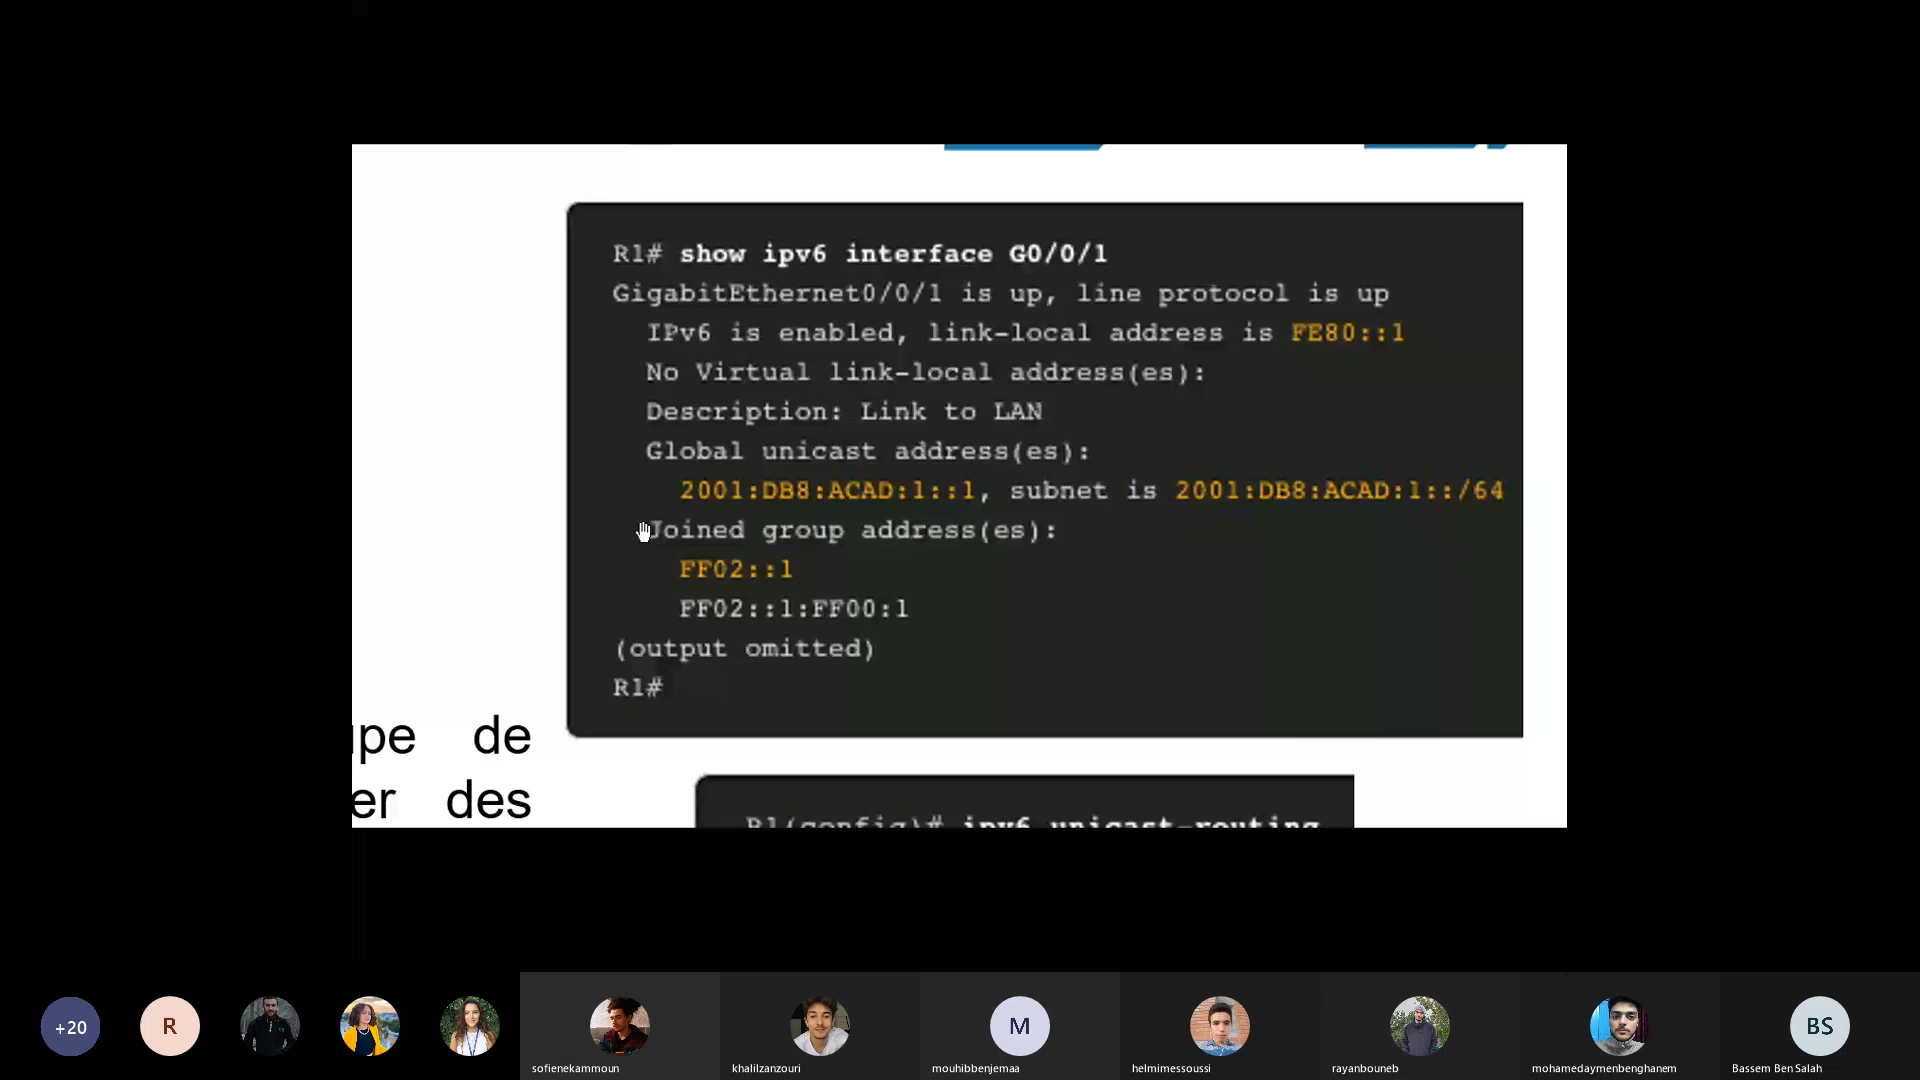 R1# show ipv6 interface G0/0/1
GigabitEthernet0/0/1 is up, line protocol is up
IPv6 is enabled, link-local address is FE80::1
No Virtual link-local address(es):
Description: Link to LAN
Global unicast address(es):
2001:DB8:ACAD:1::1, subnet is 2001:DB8:ACAD:1::/64
Joined group address(es):
FF02::1
FF02::1:FF00:1
(output omitted)
R1#
de
des
R1(config)# ipv6 unicast-routing
+20
R
M
BS
sofienekammoun
khalilzanzouri
mouhibbenjemaa
helmimessoussi
rayanbouneb
mohamedaymenbenghanem
Bassem Ben Salah